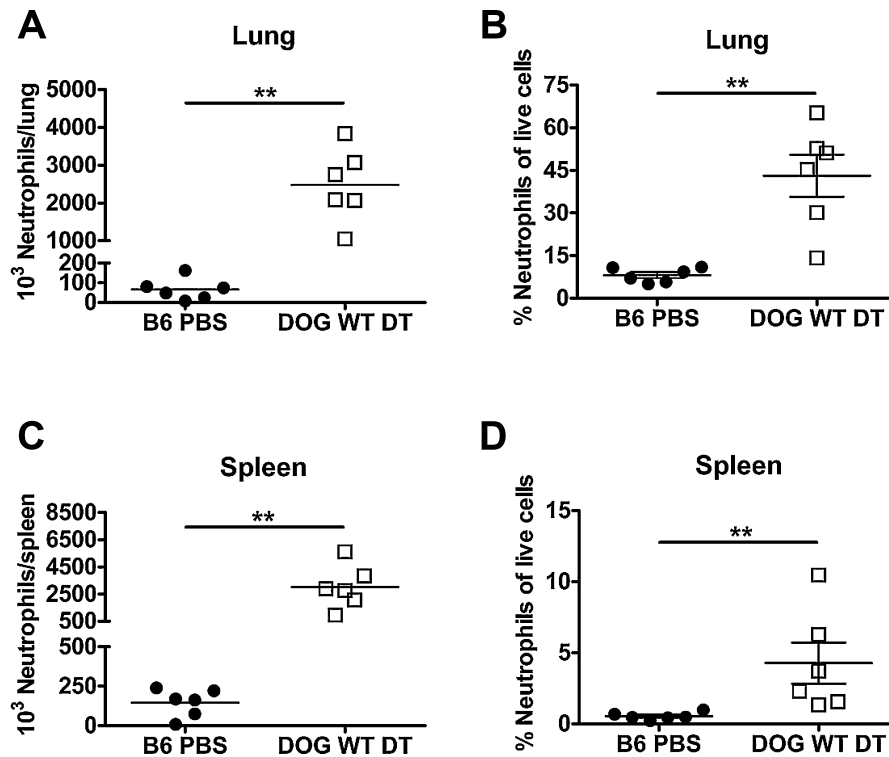 A
Lung
10³ Neutrophils/lung
5000
4000
3000
2000
1000
200
100
0
**
B6 PBS
DOG WT DT
B
Lung
% Neutrophils of live cells
75
60
45
30
15
0
**
B6 PBS
DOG WT DT
C
Spleen
10³ Neutrophils/spleen
8500
6500
4500
2500
500
500
250
0
**
B6 PBS
DOG WT DT
D
Spleen
% Neutrophils of live cells
15
10
5
0
**
B6 PBS
DOG WT DT